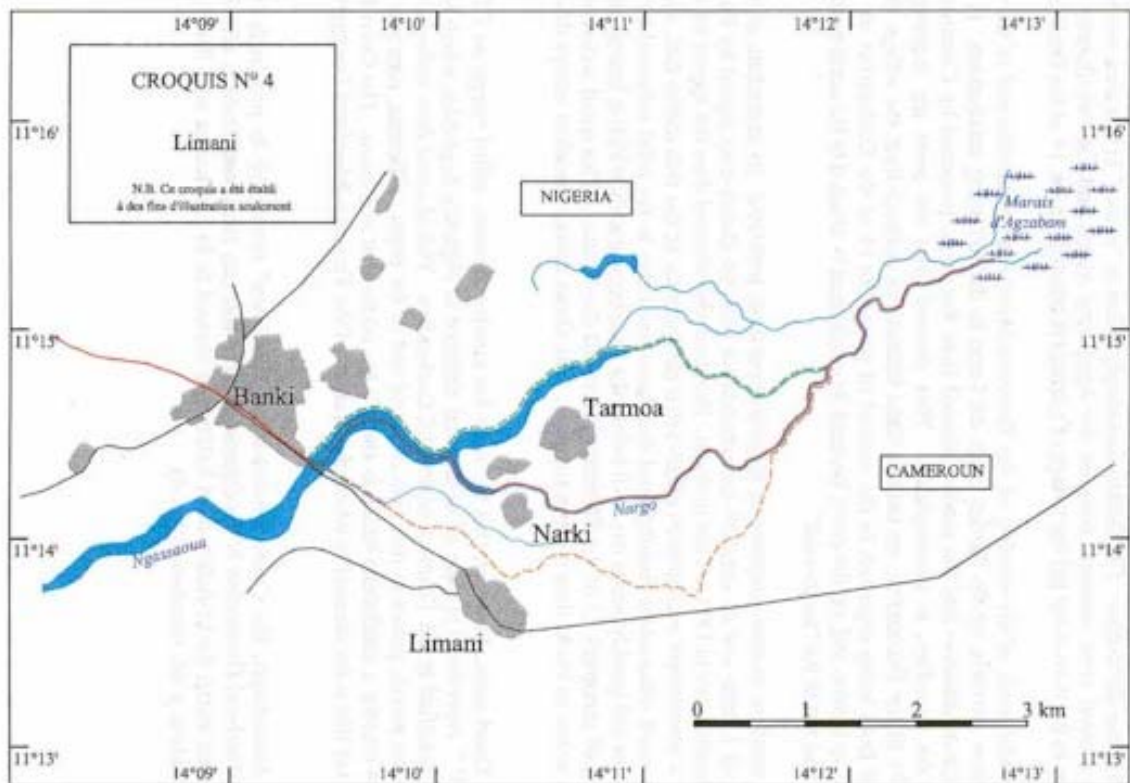 14°09' 14°10' 14°11' 14°12' 14°13'
CROQUIS N° 4
Limani
N.B. Ce croquis a été établi
à des fins d'illustration seulement
11°16' 11°16'
NIGERIA
Marais
d'Agzabam
11°15' 11°15'
Banki
Tarmoa
CAMEROUN
Nargo
Narki
11°14' 11°14'
Ngassaoua
Limani
0 1 2 3 km
11°13' 11°13'
14°09' 14°10' 14°11' 14°12' 14°13'